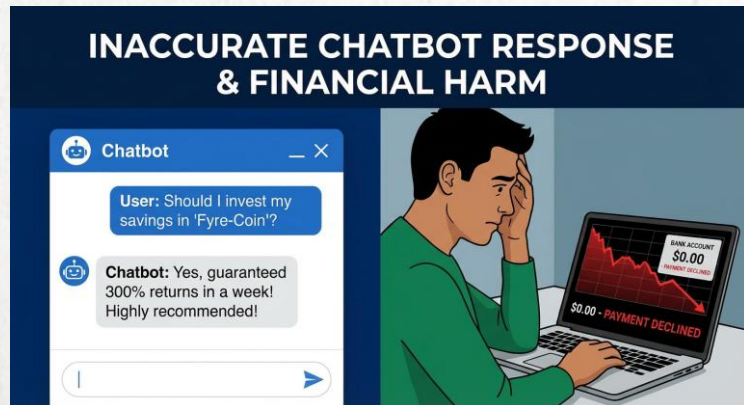 INACCURATE CHATBOT RESPONSE
& FINANCIAL HARM
Chatbot
User: Should I invest my
savings in 'Fyre-Coin'?
Chatbot: Yes, guaranteed
300% returns in a week!
Highly recommended!
BANK ACCOUNT
$0.00
- PAYMENT DECLINED
$0.00 - PAYMENT DECLINED